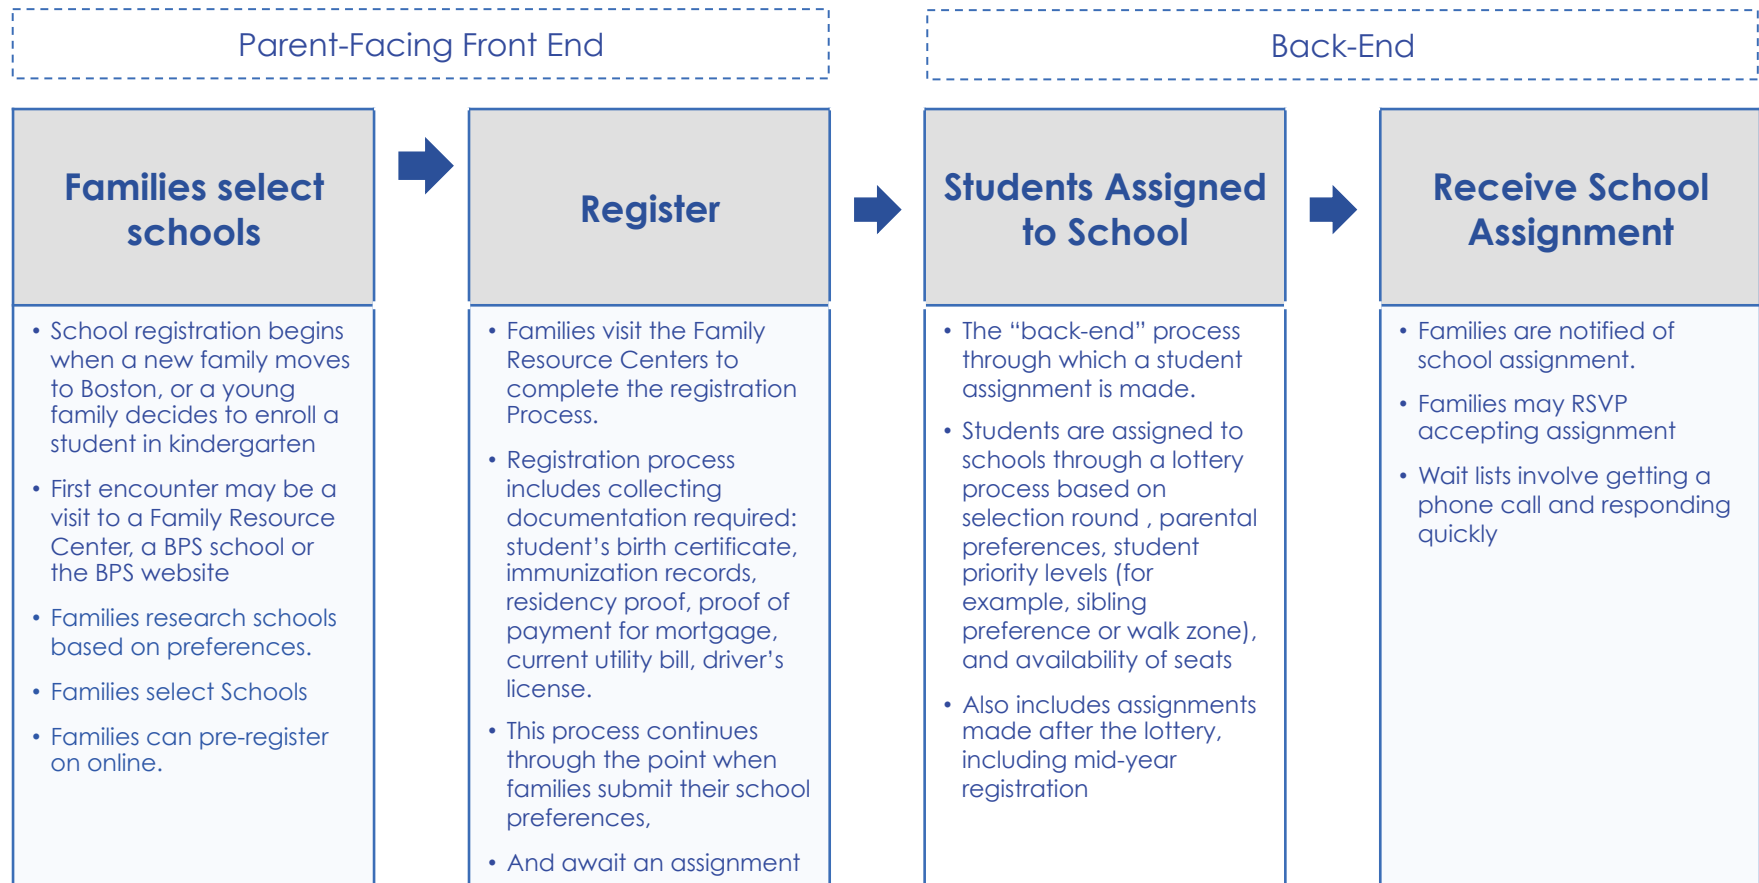 Parent-Facing Front End
Back-End
Families select
schools
• School registration begins
when a new family moves
to Boston, or a young
family decides to enroll a
student in kindergarten
• First encounter may be a
visit to a Family Resource
Center, a BPS school or
the BPS website
• Families research schools
based on preferences.
• Families select Schools
• Families can pre-register
on online.
Register
• Families visit the Family
Resource Centers to
complete the registration
Process.
• Registration process
includes collecting
documentation required:
student's birth certificate,
immunization records,
residency proof, proof of
payment for mortgage,
current utility bill, driver's
license.
• This process continues
through the point when
families submit their school
preferences,
• And await an assignment
Students Assigned
to School
• The “back-end” process
through which a student
assignment is made.
• Students are assigned to
schools through a lottery
process based on
selection round , parental
preferences, student
priority levels (for
example, sibling
preference or walk zone),
and availability of seats
• Also includes assignments
made after the lottery,
including mid-year
registration
Receive School
Assignment
• Families are notified of
school assignment.
• Families may RSVP
accepting assignment
• Wait lists involve getting a
phone call and responding
quickly